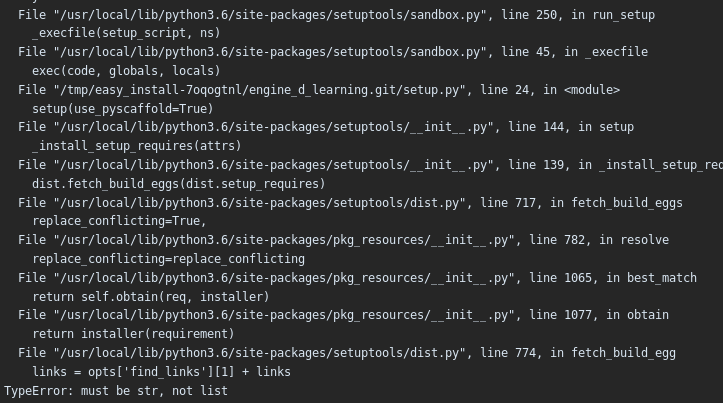 File "/usr/local/lib/python3.6/site-packages/setuptools/sandbox.py", line 250, in run_setup
_execfile(setup_script, ns)
File "/usr/local/lib/python3.6/site-packages/setuptools/sandbox.py", line 45, in _execfile
exec(code, globals, locals)
File "/tmp/easy_install-7oqogtnl/engine_d_learning.git/setup.py", line 24, in <module>
setup(use_pyscaffold=True)
File "/usr/local/lib/python3.6/site-packages/setuptools/__init__.py", line 144, in setup
_install_setup_requires(attrs)
File "/usr/local/lib/python3.6/site-packages/setuptools/__init__.py", line 139, in _install_setup_req
dist.fetch_build_eggs(dist.setup_requires)
File "/usr/local/lib/python3.6/site-packages/setuptools/dist.py", line 717, in fetch_build_eggs
replace_conflicting=True,
File "/usr/local/lib/python3.6/site-packages/pkg_resources/__init__.py", line 782, in resolve
replace_conflicting=replace_conflicting
File "/usr/local/lib/python3.6/site-packages/pkg_resources/__init__.py", line 1065, in best_match
return self.obtain(req, installer)
File "/usr/local/lib/python3.6/site-packages/pkg_resources/__init__.py", line 1077, in obtain
return installer(requirement)
File "/usr/local/lib/python3.6/site-packages/setuptools/dist.py", line 774, in fetch_build_egg
links = opts['find_links'][1] + links
TypeError: must be str, not list